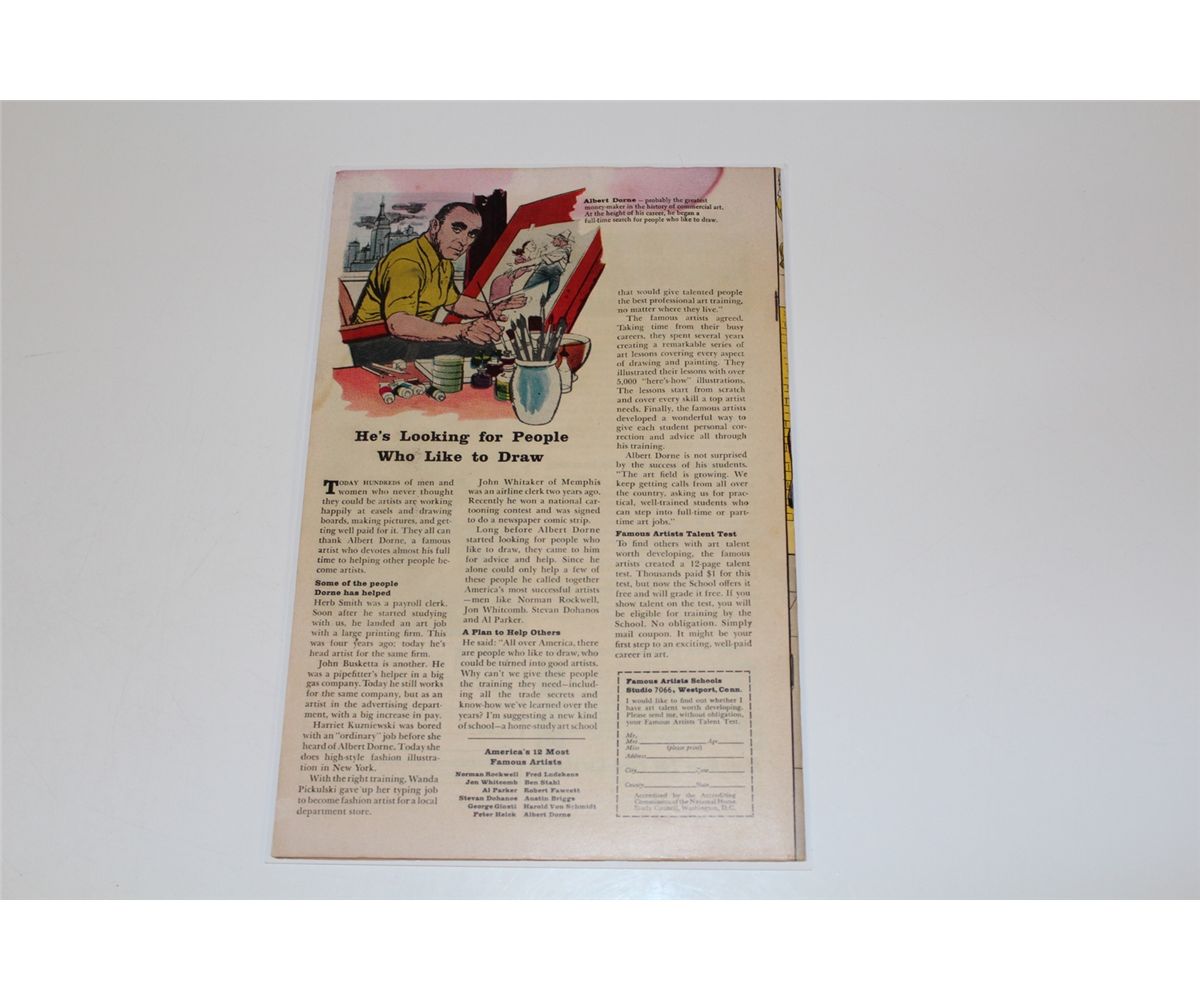 Albert Dorne – probably the greatest
money-maker in the history of commercial art.
At the height of his career, he began a
full-time search for people who like to draw.
He's Looking for People
Who Like to Draw
TODAY HUNDREDS of men and
women who never thought
they could be artists are working
happily at easels and drawing
boards, making pictures, and get-
ting well paid for it. They all can
thank Albert Dorne, a famous
artist who devotes almost his full
time to helping other people be-
come artists.
Some of the people
Dorne has helped
Herb Smith was a payroll clerk.
Soon after he started studying
with us, he landed an art job
with a large printing firm. This
was four years ago; today he's
head artist for the same firm.
John Busketta is another. He
was a pipefitter's helper in a big
gas company. Today he still works
for the same company, but as an
artist in the advertising depart-
ment, with a big increase in pay.
Harriet Kuzniewski was bored
with an "ordinary" job before she
heard of Albert Dorne. Today she
does high-style fashion illustra-
tion in New York.
With the right training, Wanda
Pickulski gave up her typing job
to become fashion artist for a local
department store.
John Whitaker of Memphis
was an airline clerk two years ago.
Recently he won a national car-
tooning contest and was signed
to do a newspaper comic strip.
Long before Albert Dorne
started looking for people who
like to draw, they came to him
for advice and help. Since he
alone could only help a few of
these people he called together
America's most successful artists
—men like Norman Rockwell,
Jon Whitcomb, Stevan Dohanos
and Al Parker.
A Plan to Help Others
He said: "All over America, there
are people who like to draw, who
could be turned into good artists.
Why can't we give these people
the training they need—includ-
ing all the trade secrets and
know-how we've learned over the
years? I'm suggesting a new kind
of school—a home-study art school
America's 12 Most
Famous Artists
Norman Rockwell Fred Ludekens
Jon Whitcomb Ben Stahl
Al Parker Robert Fawcett
Stevan Dohanos Austin Briggs
George Giusti Harold Von Schmidt
Peter Helck Albert Dorne
that would give talented people
the best professional art training,
no matter where they live."
The famous artists agreed.
Taking time from their busy
careers, they spent several years
creating a remarkable series of
art lessons covering every aspect
of drawing and painting. They
illustrated their lessons with over
5,000 "here's-how" illustrations.
The lessons start from scratch
and cover every skill a top artist
needs. Finally, the famous artists
developed a wonderful way to
give each student personal cor-
rection and advice all through
his training.
Albert Dorne is not surprised
by the success of his students.
"The art field is growing. We
keep getting calls from all over
the country, asking us for prac-
tical, well-trained students who
can step into full-time or part-
time art jobs."
Famous Artists Talent Test
To find others with art talent
worth developing, the famous
artists created a 12-page talent
test. Thousands paid $1 for this
test, but now the School offers it
free and will grade it free. If you
show talent on the test, you will
be eligible for training by the
School. No obligation. Simply
mail coupon. It might be your
first step to an exciting, well-paid
career in art.
Famous Artists Schools
Studio 7066, Westport, Conn.
I would like to find out whether I
have art talent worth developing.
Please send me, without obligation,
your Famous Artists Talent Test.
Mr.
Mrs. Age
Miss (please print)
Address
City Zone
County State
Accredited by the Accrediting
Commission of the National Home
Study Council, Washington, D.C.